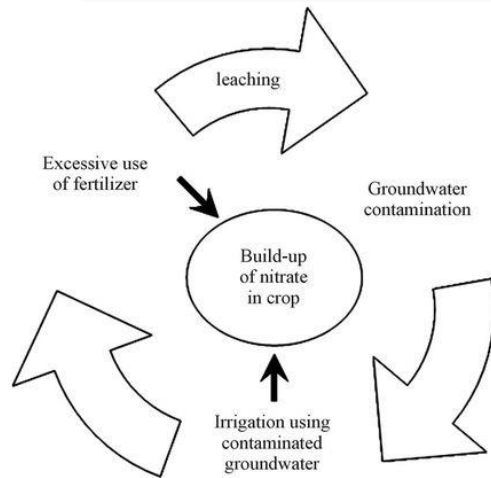 leaching
Excessive use
of fertilizer
Groundwater
contamination
Build-up
of nitrate
in crop
Irrigation using
contaminated
groundwater